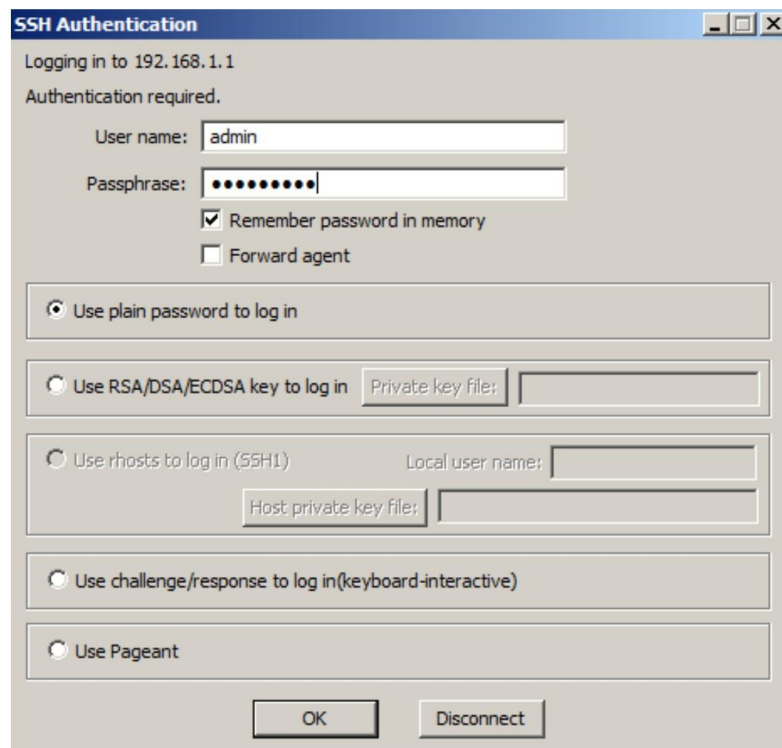 SSH Authentication
Logging in to 192.168.1.1
Authentication required.
User name: admin
Passphrase: ●●●●●●●●●
Remember password in memory
Forward agent
Use plain password to log in
Use RSA/DSA/ECDSA key to log in Private key file:
Use rhosts to log in (SSH1) Local user name:
Host private key file:
Use challenge/response to log in(keyboard-interactive)
Use Pageant
OK Disconnect